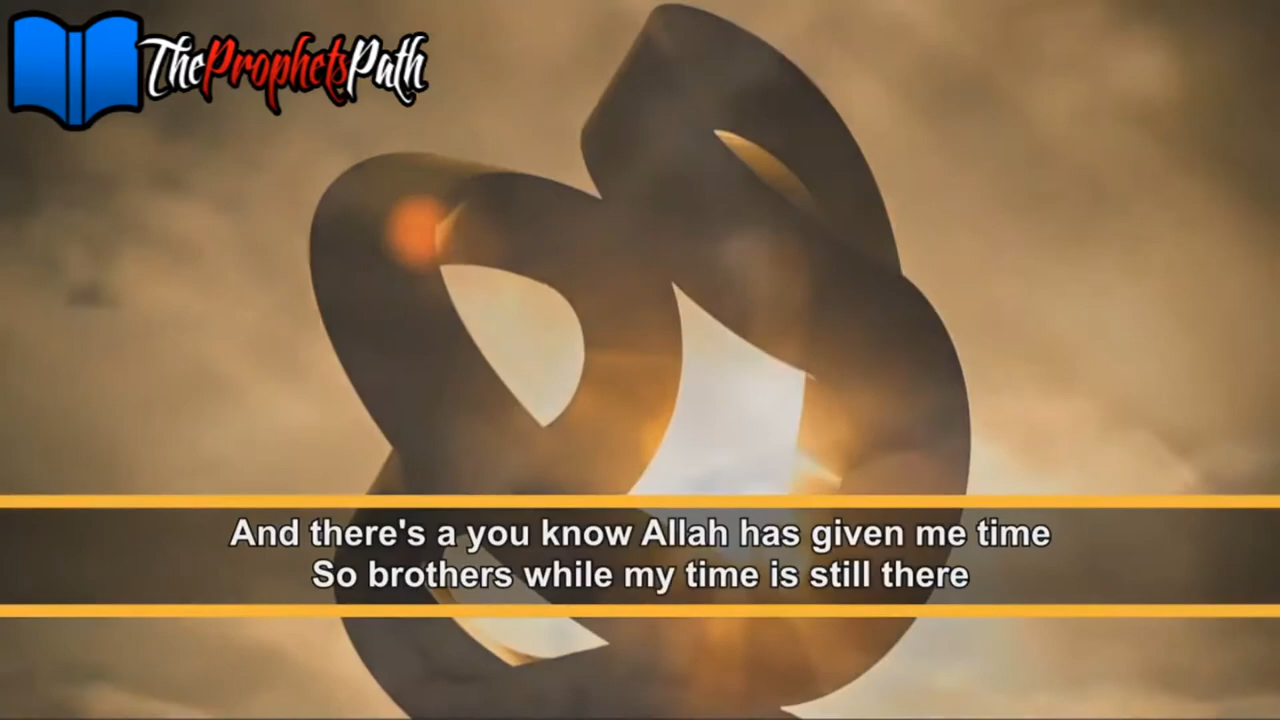 TheProphetsPath
And there's a you know Allah has given me time
So brothers while my time is still there